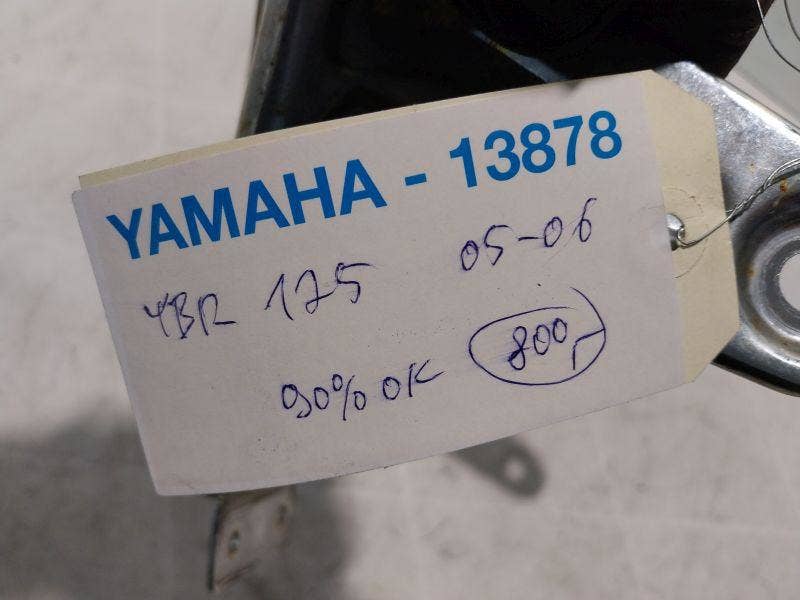 YAMAHA - 13878
YBR 125 05-06
90% OK 800,-